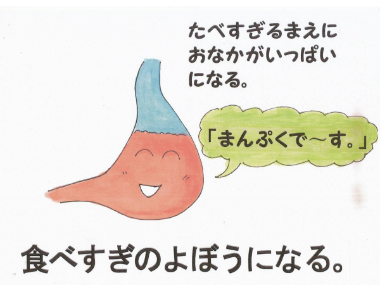 たべすぎるまえに
おなかがいっぱい
になる。
「まんぷくで～す。」
食べすぎのよぼうになる。